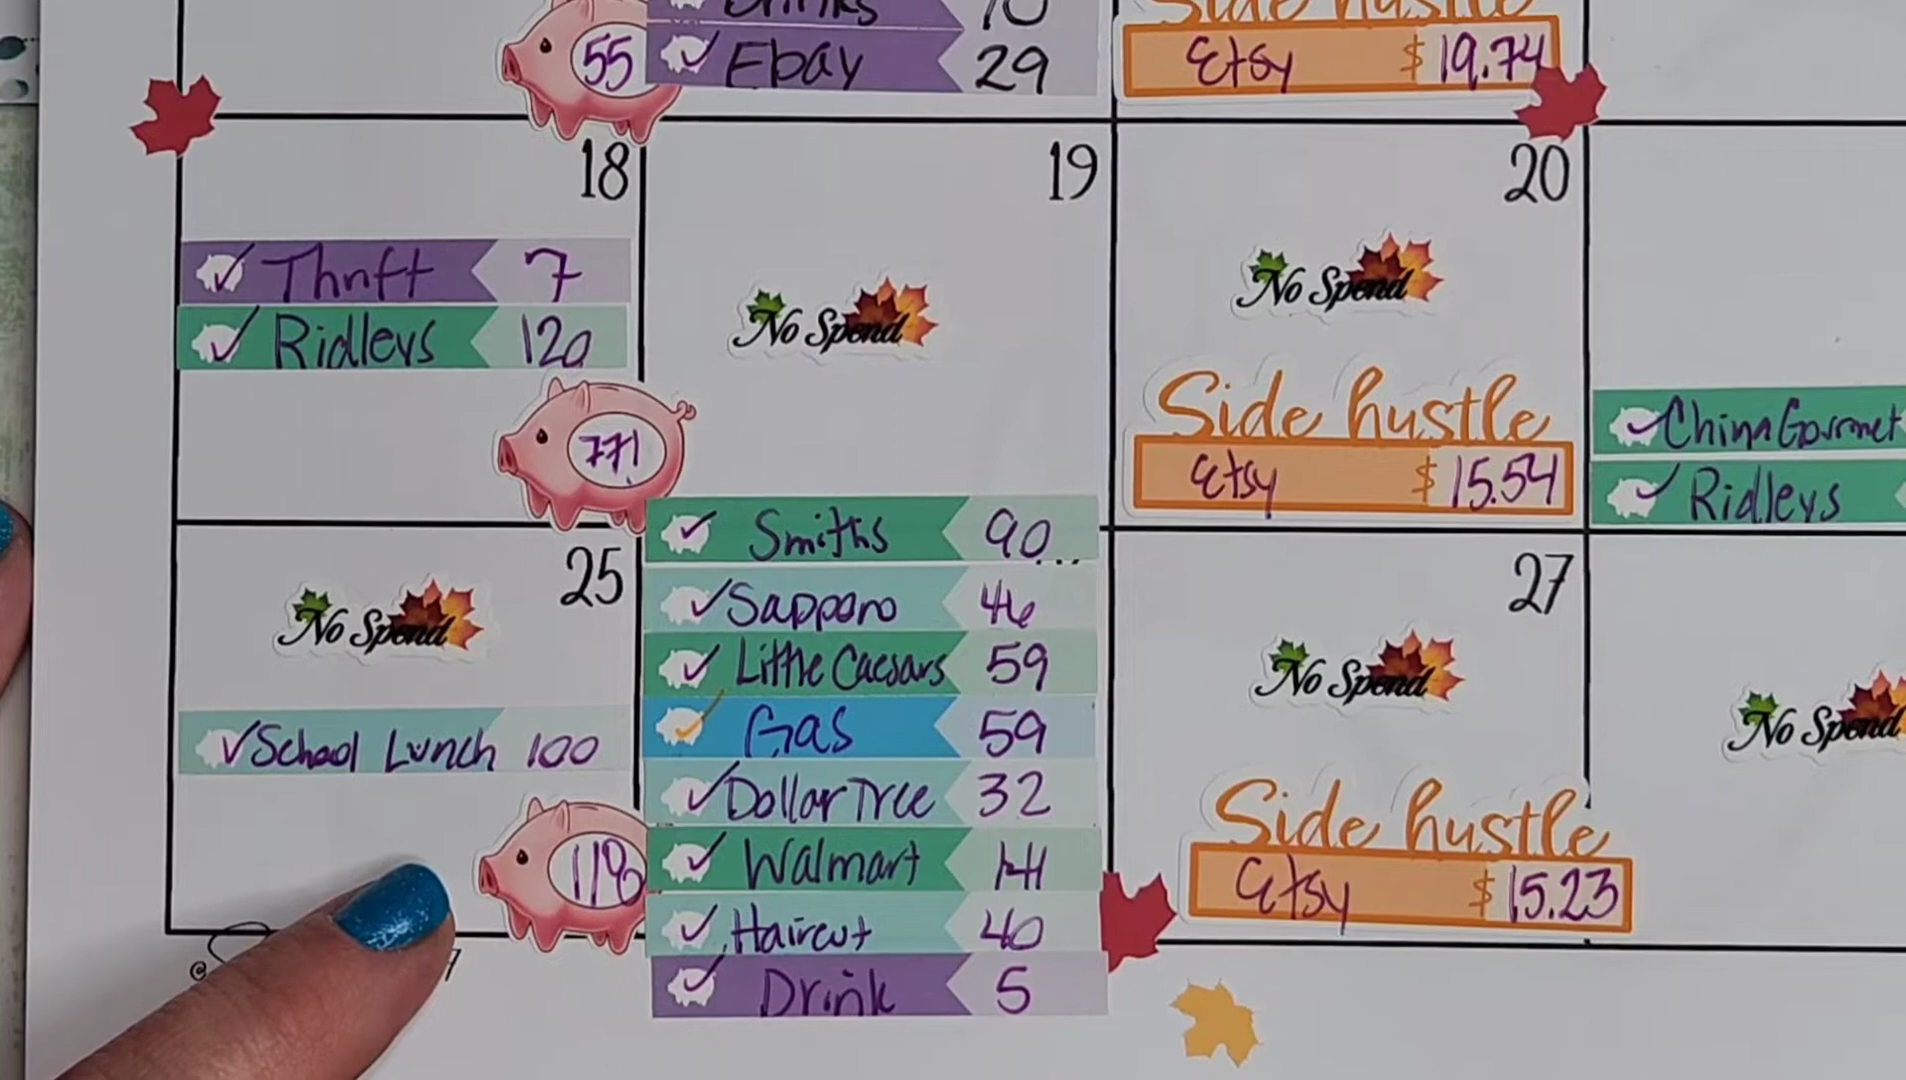 55
Ebay 29
Side hustle
Etsy $ 19.74
18
19
20
Thrift 7
Ridleys 120
No Spend
No Spend
771
Side hustle
Etsy $ 15.54
China Gourmet
Ridleys
25
27
No Spend
School Lunch 100
Smiths 90
Sapporo 46
Little Caesars 59
Gas 59
Dollar Tree 32
Walmart 141
Haircut 40
Drink 5
No Spend
Side hustle
Etsy $ 15.23
No Spend